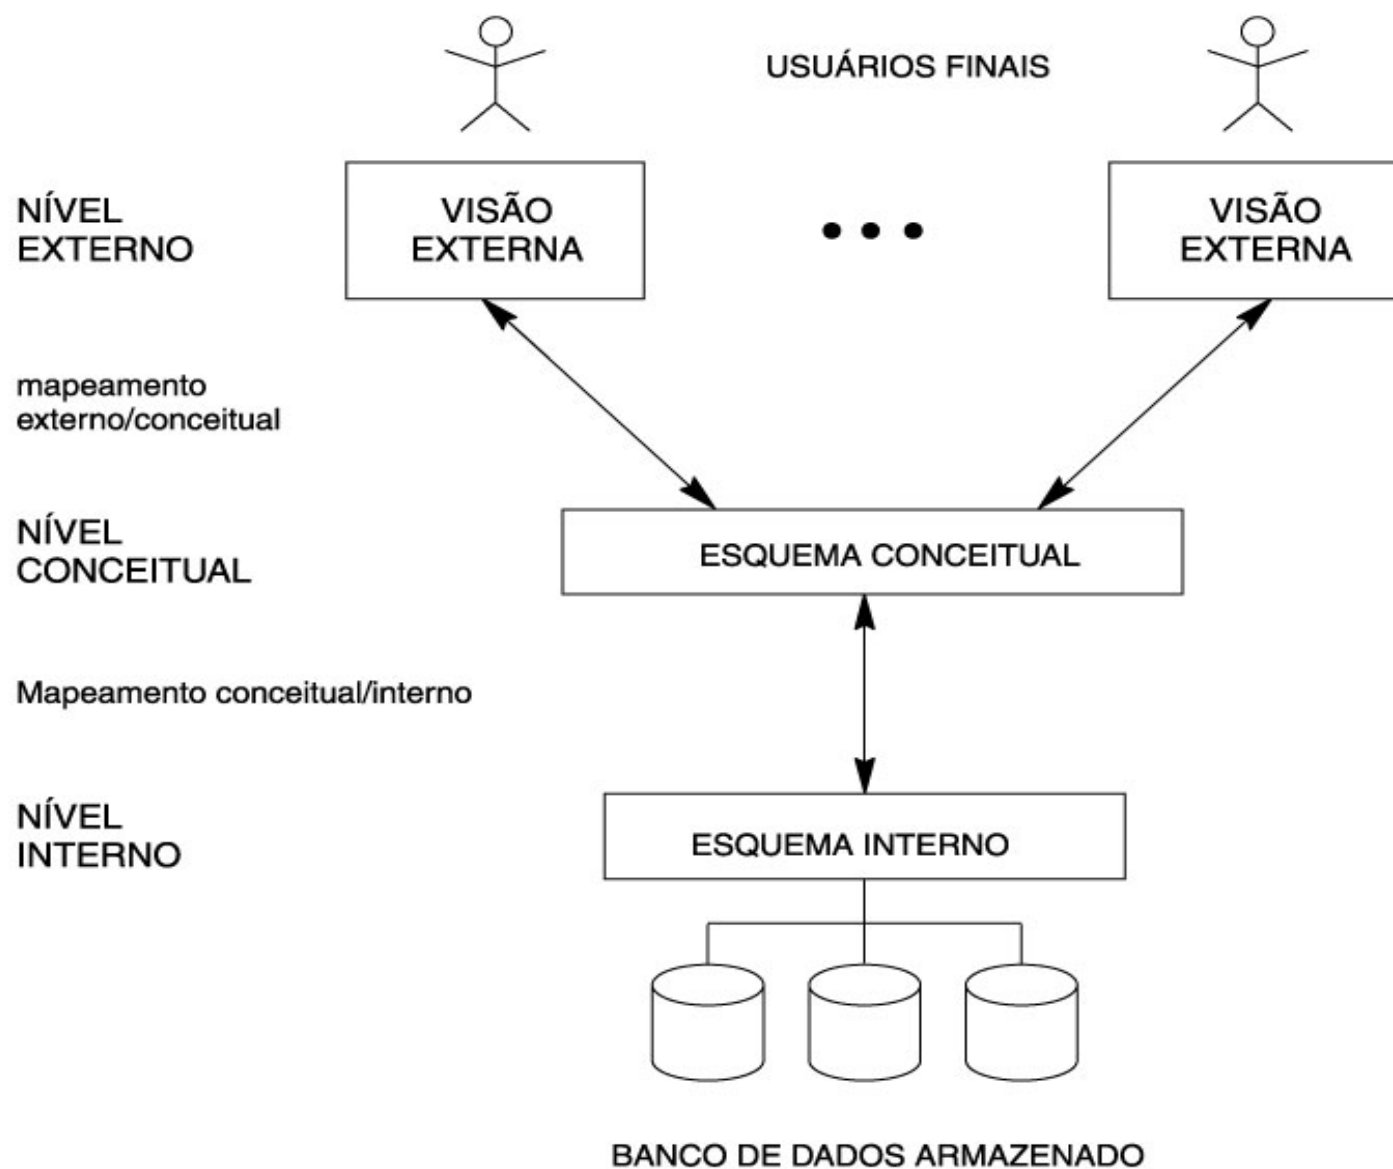 USUÁRIOS FINAIS
NÍVEL
EXTERNO
VISÃO
EXTERNA
VISÃO
EXTERNA
mapeamento
externo/conceitual
NÍVEL
CONCEITUAL
ESQUEMA CONCEITUAL
Mapeamento conceitual/interno
NÍVEL
INTERNO
ESQUEMA INTERNO
BANCO DE DADOS ARMAZENADO